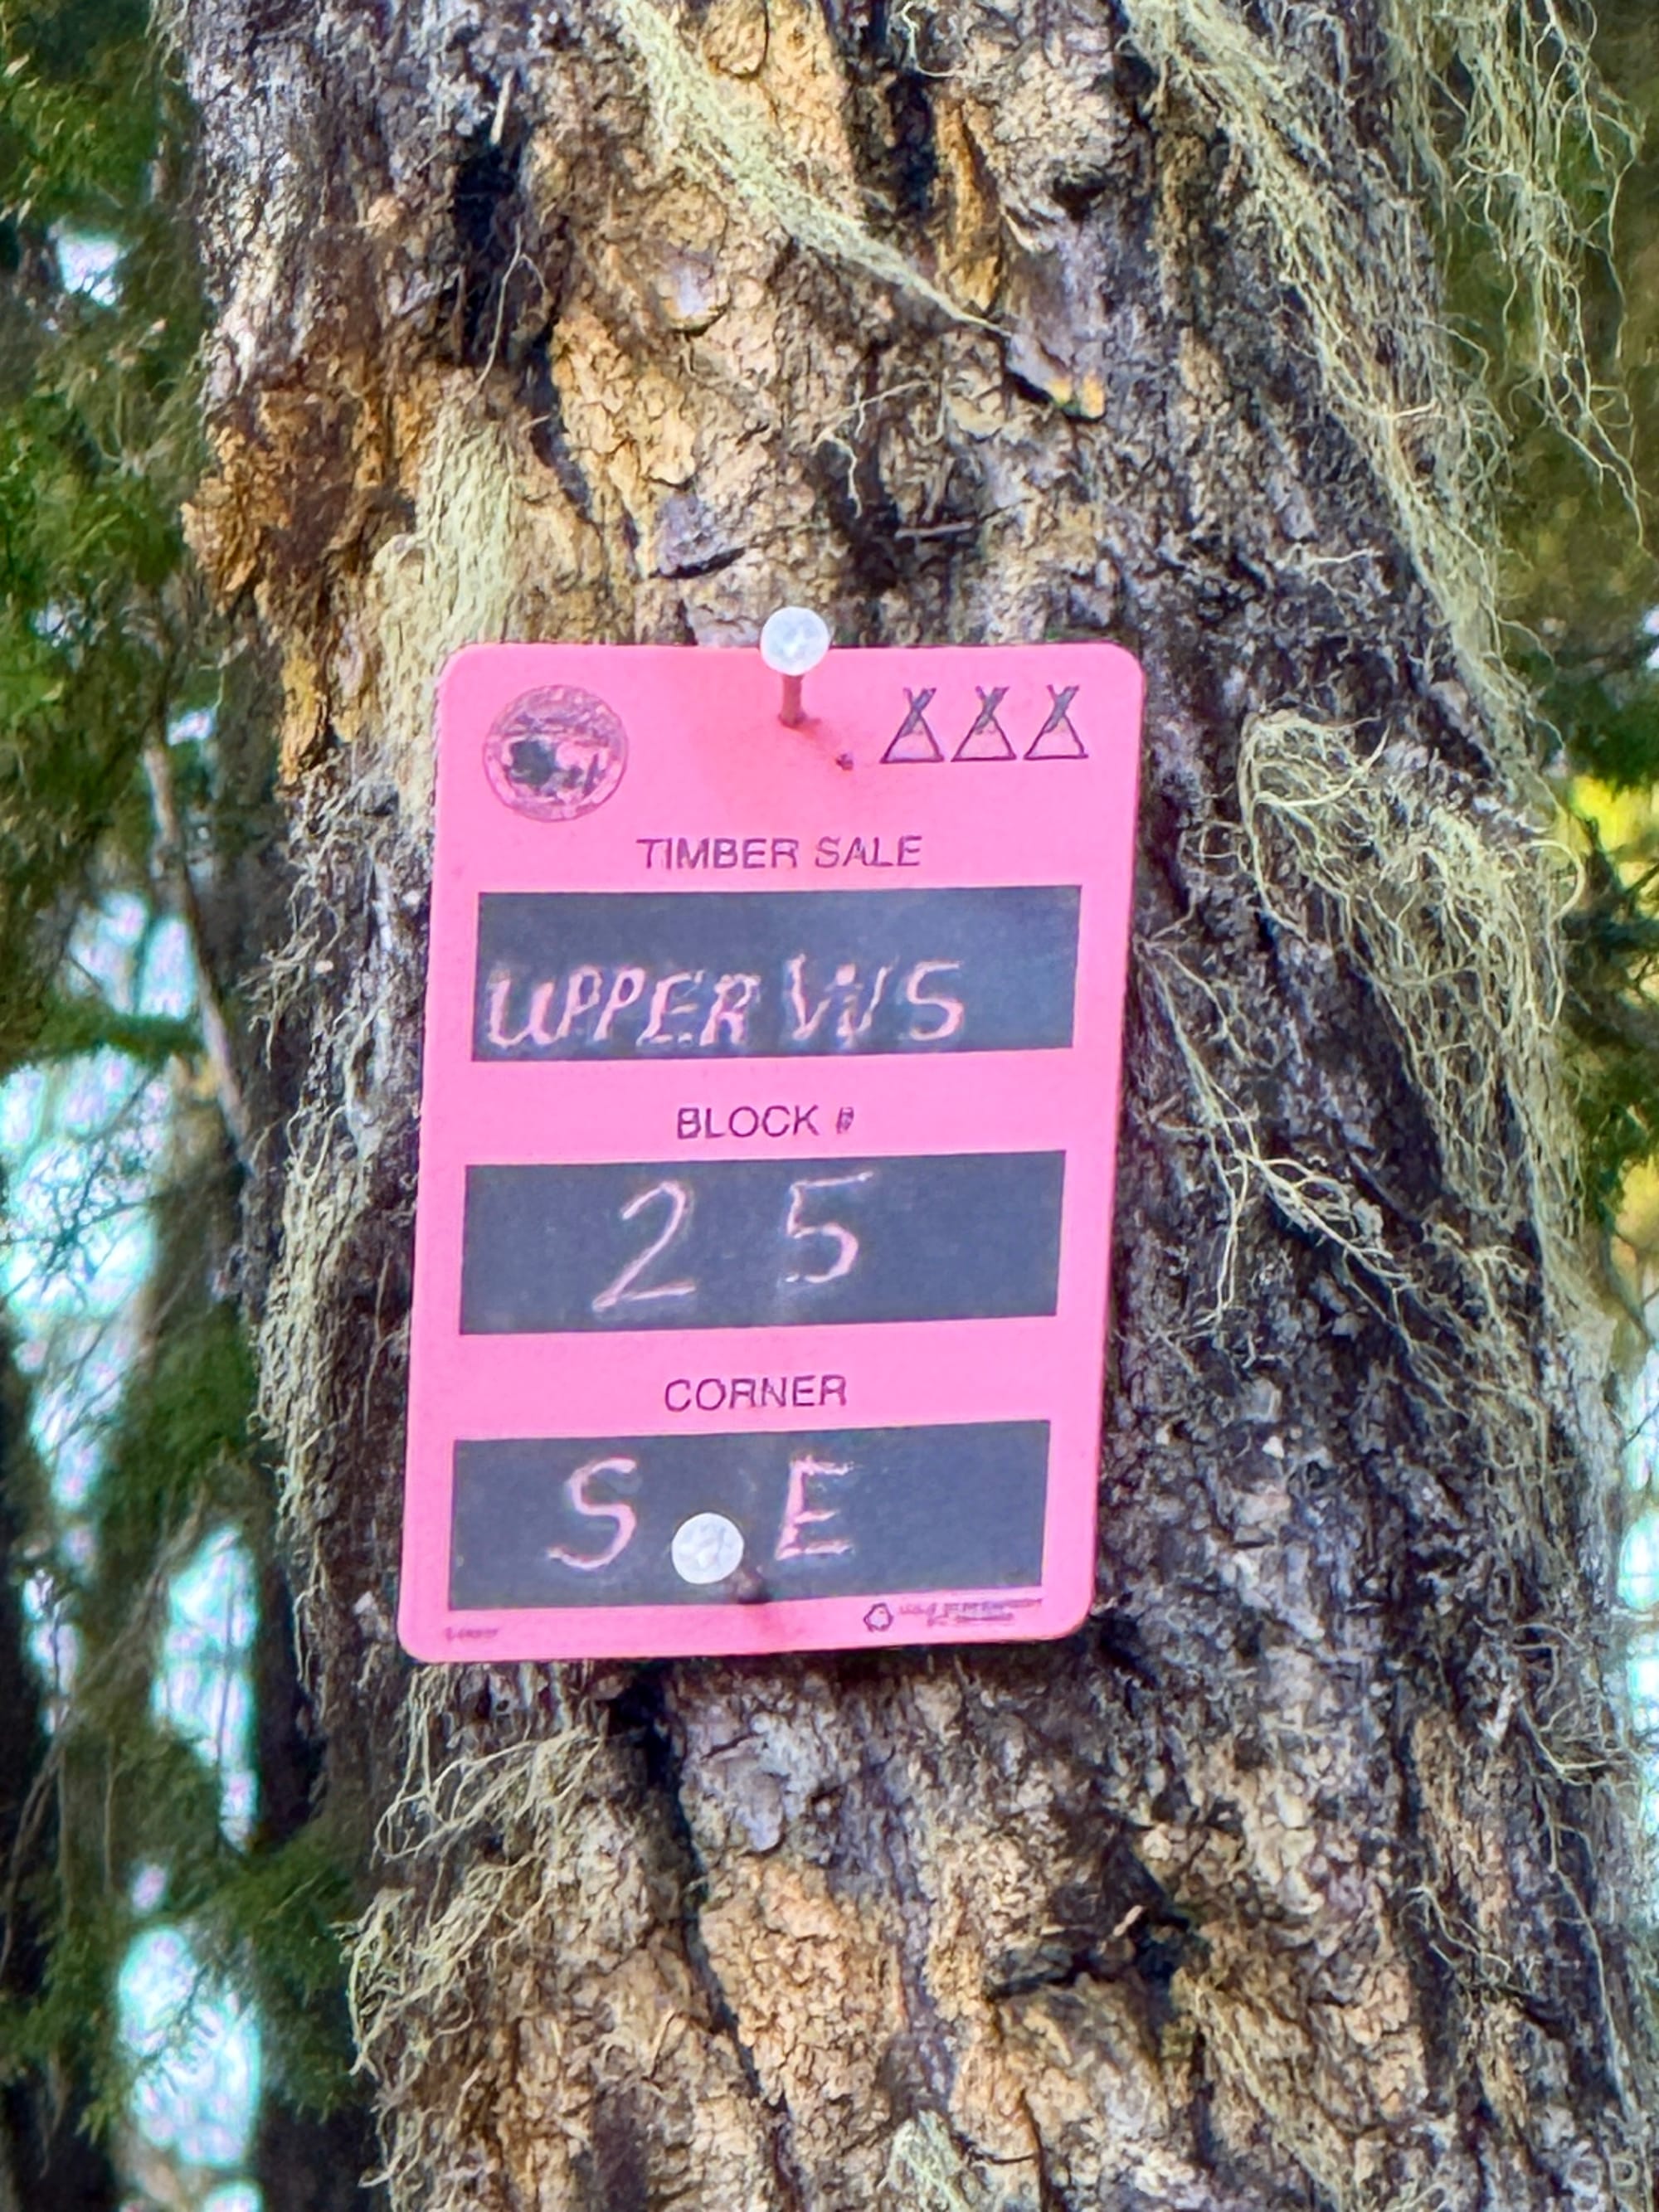 TIMBER SALE
UPPER WS
BLOCK #
25
CORNER
S E